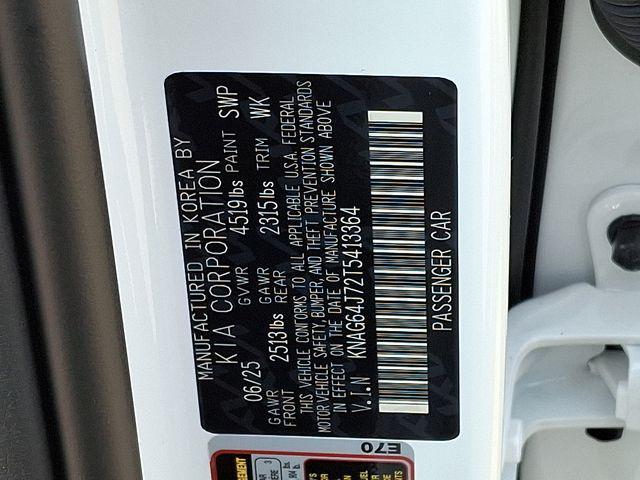 MANUFACTURED IN KOREA BY
KIA CORPORATION
06/25 GVWR 4519lbs PAINT SWP
GAWR FRONT 2513lbs GAWR REAR 2315lbs TRIM WK
THIS VEHICLE CONFORMS TO ALL APPLICABLE U.S.A. FEDERAL
MOTOR VEHICLE SAFETY, BUMPER, AND THEFT PREVENTION STANDARDS
IN EFFECT ON THE DATE OF MANUFACTURE SHOWN ABOVE
V.I.N KNAG64J72T5413364
PASSENGER CAR
E70